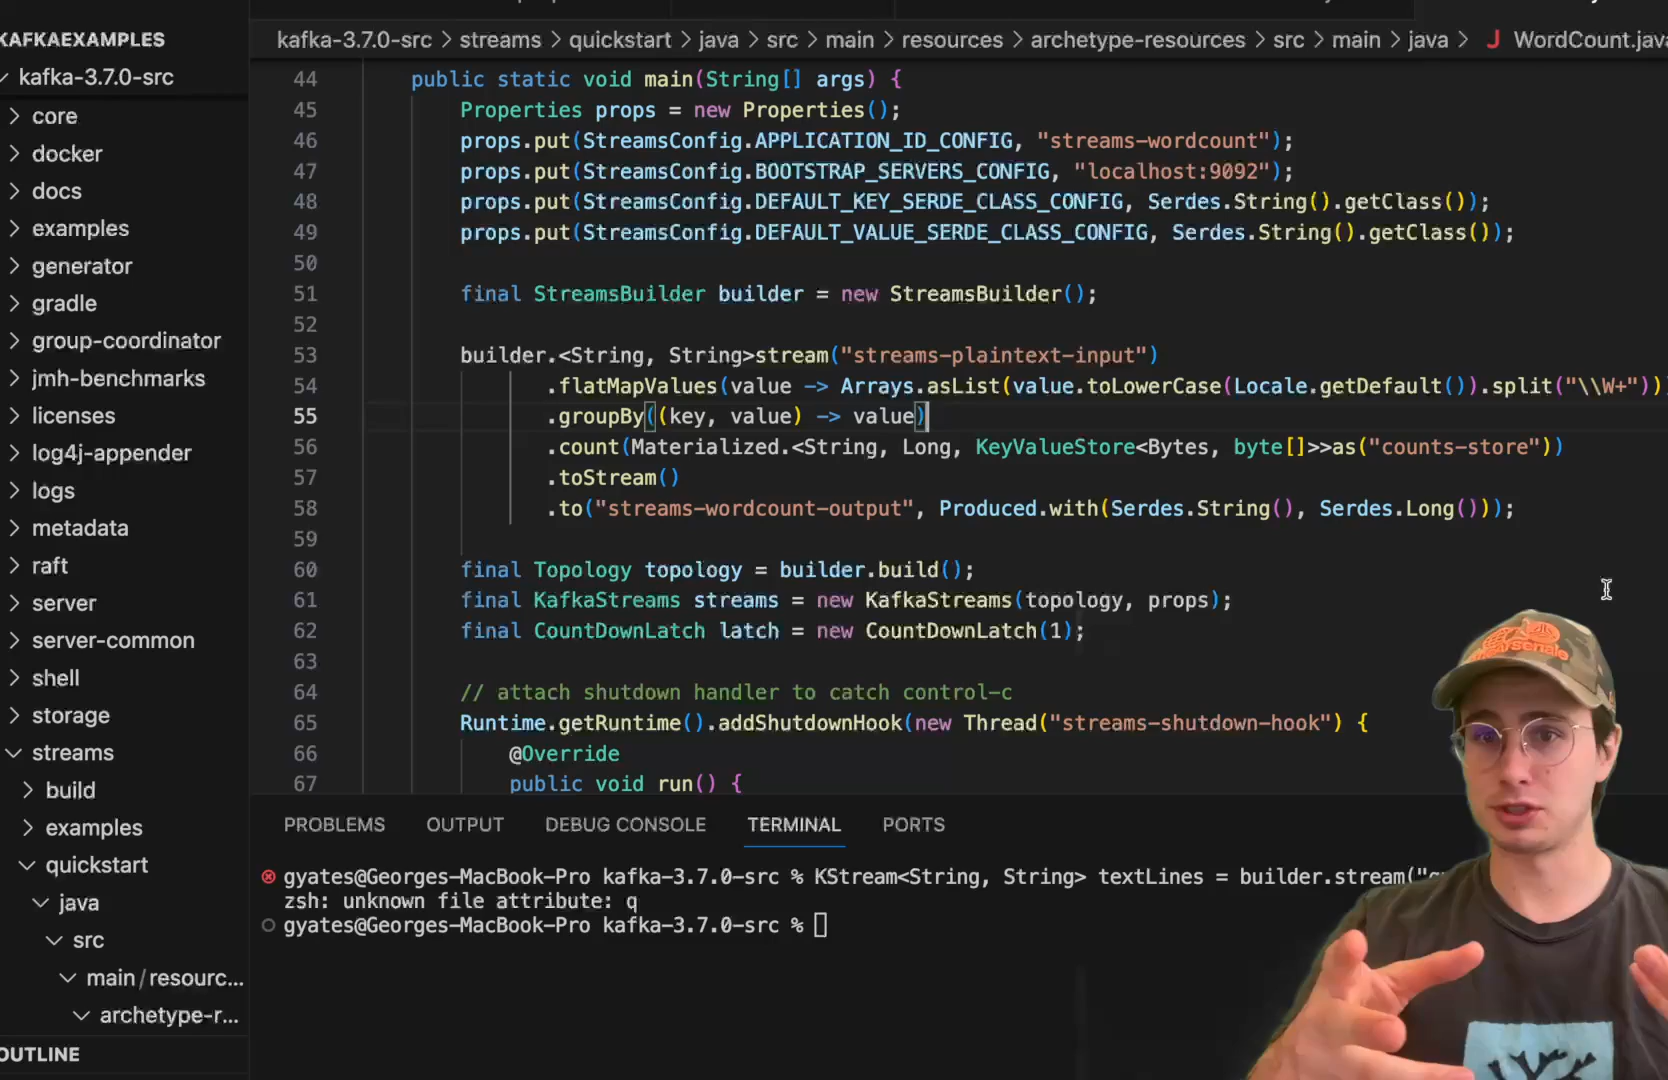 KAFKAEXAMPLES
kafka-3.7.0-src
core
docker
docs
examples
generator
gradle
group-coordinator
jmh-benchmarks
licenses
log4j-appender
logs
metadata
raft
server
server-common
shell
storage
streams
build
examples
quickstart
java
src
main/resourc...
archetype-r...
OUTLINE
kafka-3.7.0-src > streams > quickstart > java > src > main > resources > archetype-resources > src > main > java > J WordCount.java
44 public static void main(String[] args) {
45 Properties props = new Properties();
46 props.put(StreamsConfig.APPLICATION_ID_CONFIG, "streams-wordcount");
47 props.put(StreamsConfig.BOOTSTRAP_SERVERS_CONFIG, "localhost:9092");
48 props.put(StreamsConfig.DEFAULT_KEY_SERDE_CLASS_CONFIG, Serdes.String().getClass());
49 props.put(StreamsConfig.DEFAULT_VALUE_SERDE_CLASS_CONFIG, Serdes.String().getClass());
50
51 final StreamsBuilder builder = new StreamsBuilder();
52
53 builder.<String, String>stream("streams-plaintext-input")
54 .flatMapValues(value -> Arrays.asList(value.toLowerCase(Locale.getDefault()).split("\\W+"))
55 .groupBy((key, value) -> value)
56 .count(Materialized.<String, Long, KeyValueStore<Bytes, byte[]>>as("counts-store"))
57 .toStream()
58 .to("streams-wordcount-output", Produced.with(Serdes.String(), Serdes.Long()));
59
60 final Topology topology = builder.build();
61 final KafkaStreams streams = new KafkaStreams(topology, props);
62 final CountDownLatch latch = new CountDownLatch(1);
63
64 // attach shutdown handler to catch control-c
65 Runtime.getRuntime().addShutdownHook(new Thread("streams-shutdown-hook") {
66 @Override
67 public void run() {
PROBLEMS OUTPUT DEBUG CONSOLE TERMINAL PORTS
gyates@Georges-MacBook-Pro kafka-3.7.0-src % KStream<String, String> textLines = builder.stream("q
zsh: unknown file attribute: q
gyates@Georges-MacBook-Pro kafka-3.7.0-src %